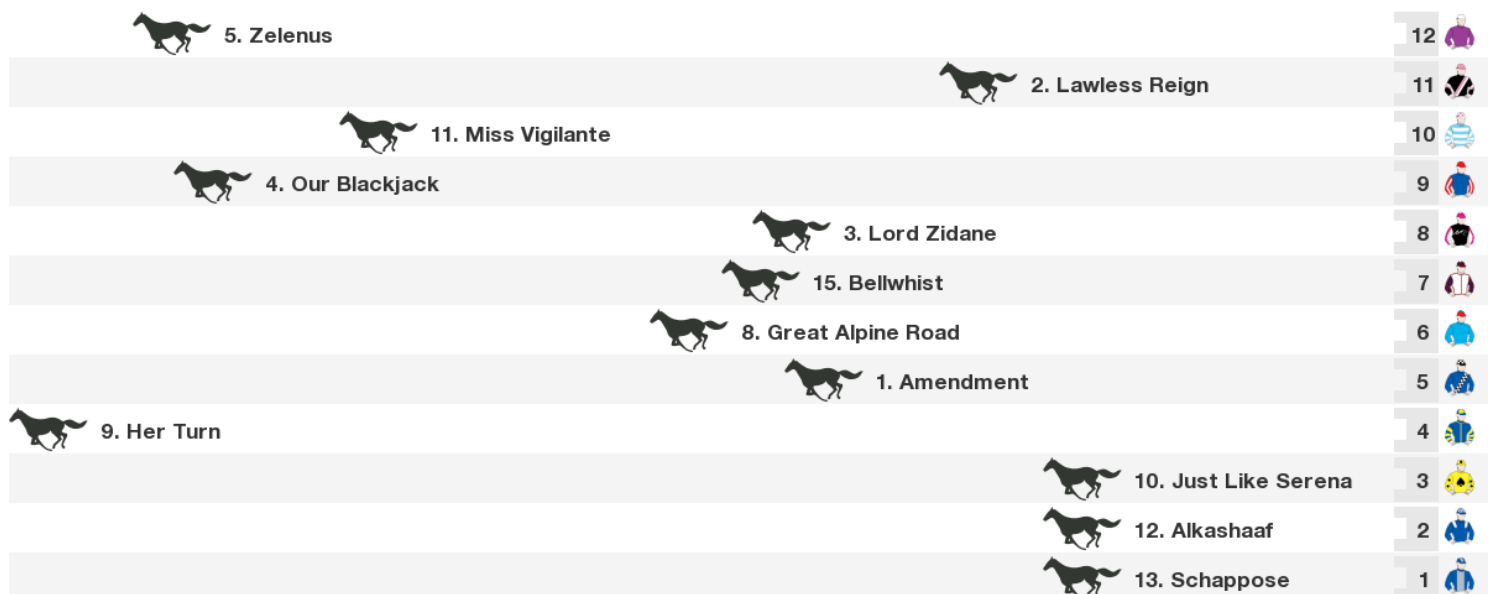 5. Zelenus 12
2. Lawless Reign 11
11. Miss Vigilante 10
4. Our Blackjack 9
3. Lord Zidane 8
15. Bellwhist 7
8. Great Alpine Road 6
1. Amendment 5
9. Her Turn 4
10. Just Like Serena 3
12. Alkashaaf 2
13. Schappose 1